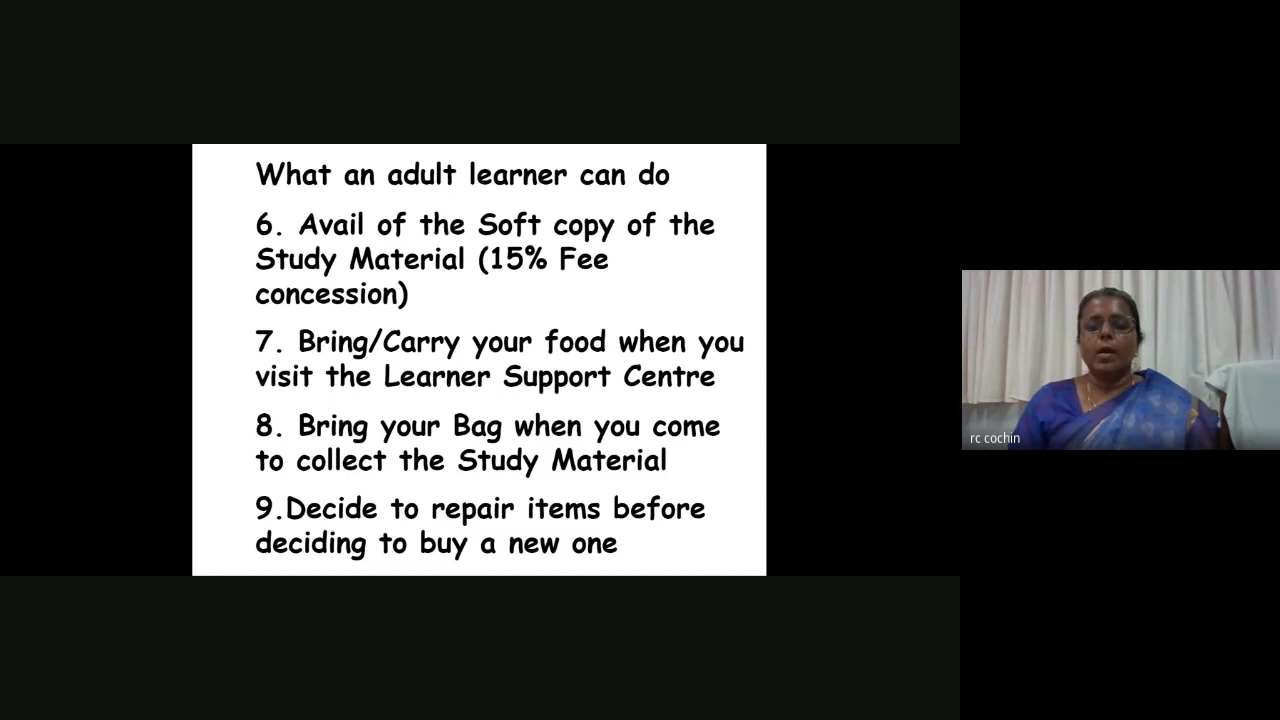 What an adult learner can do
6. Avail of the Soft copy of the
Study Material (15% Fee
concession)
7. Bring/Carry your food when you
visit the Learner Support Centre
8. Bring your Bag when you come
to collect the Study Material
9.Decide to repair items before
deciding to buy a new one
rc cochin